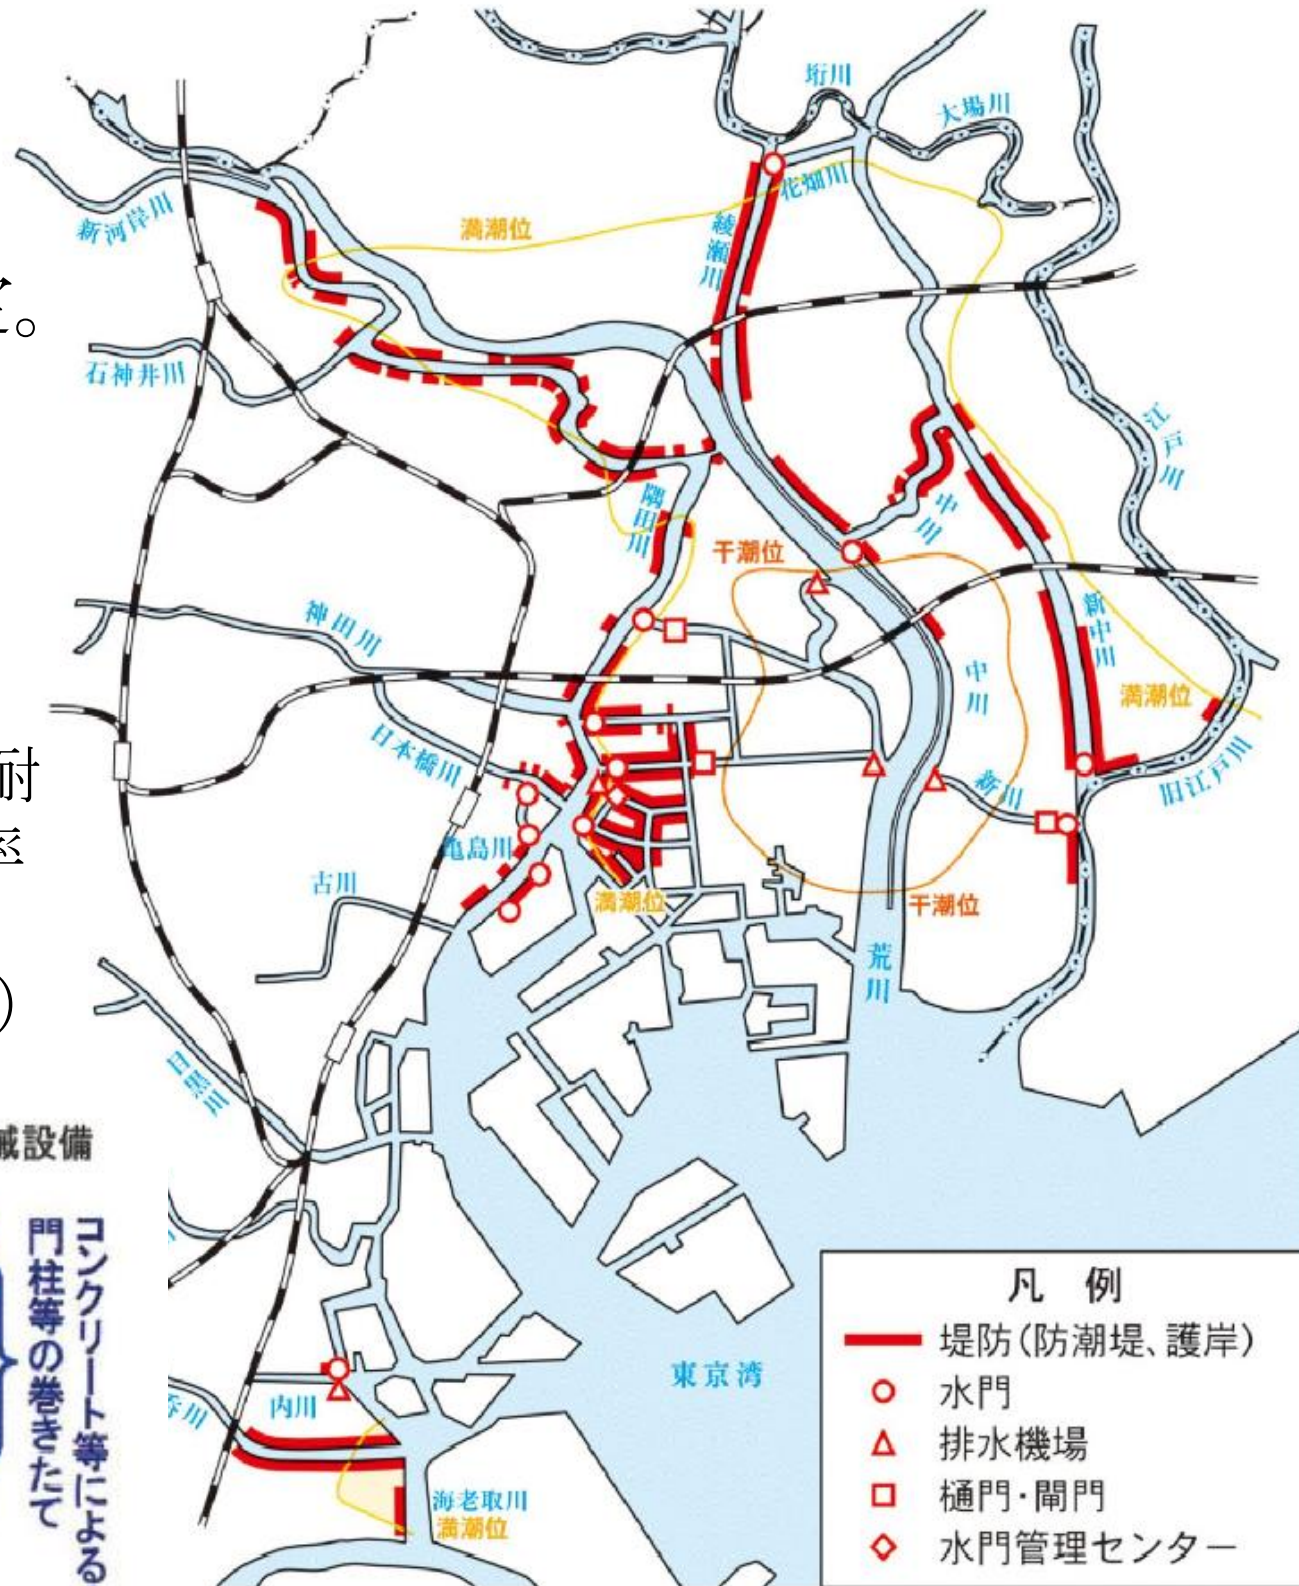 新河岸川
垳川
大場川
花畑川
満潮位
綾瀬川
石神井川
江戸川
隅田川
中川
干潮位
神田川
新中川
中川
満潮位
日本橋川
新川
旧江戸川
亀島川
古川
満潮位
干潮位
荒川
目黒川
東京湾
内川
呑川
海老取川
満潮位
。
耐
率
)
械設備
コンクリート等による
門柱等の巻きたて
凡 例
堤防(防潮堤、護岸)
水門
排水機場
樋門・閘門
水門管理センター